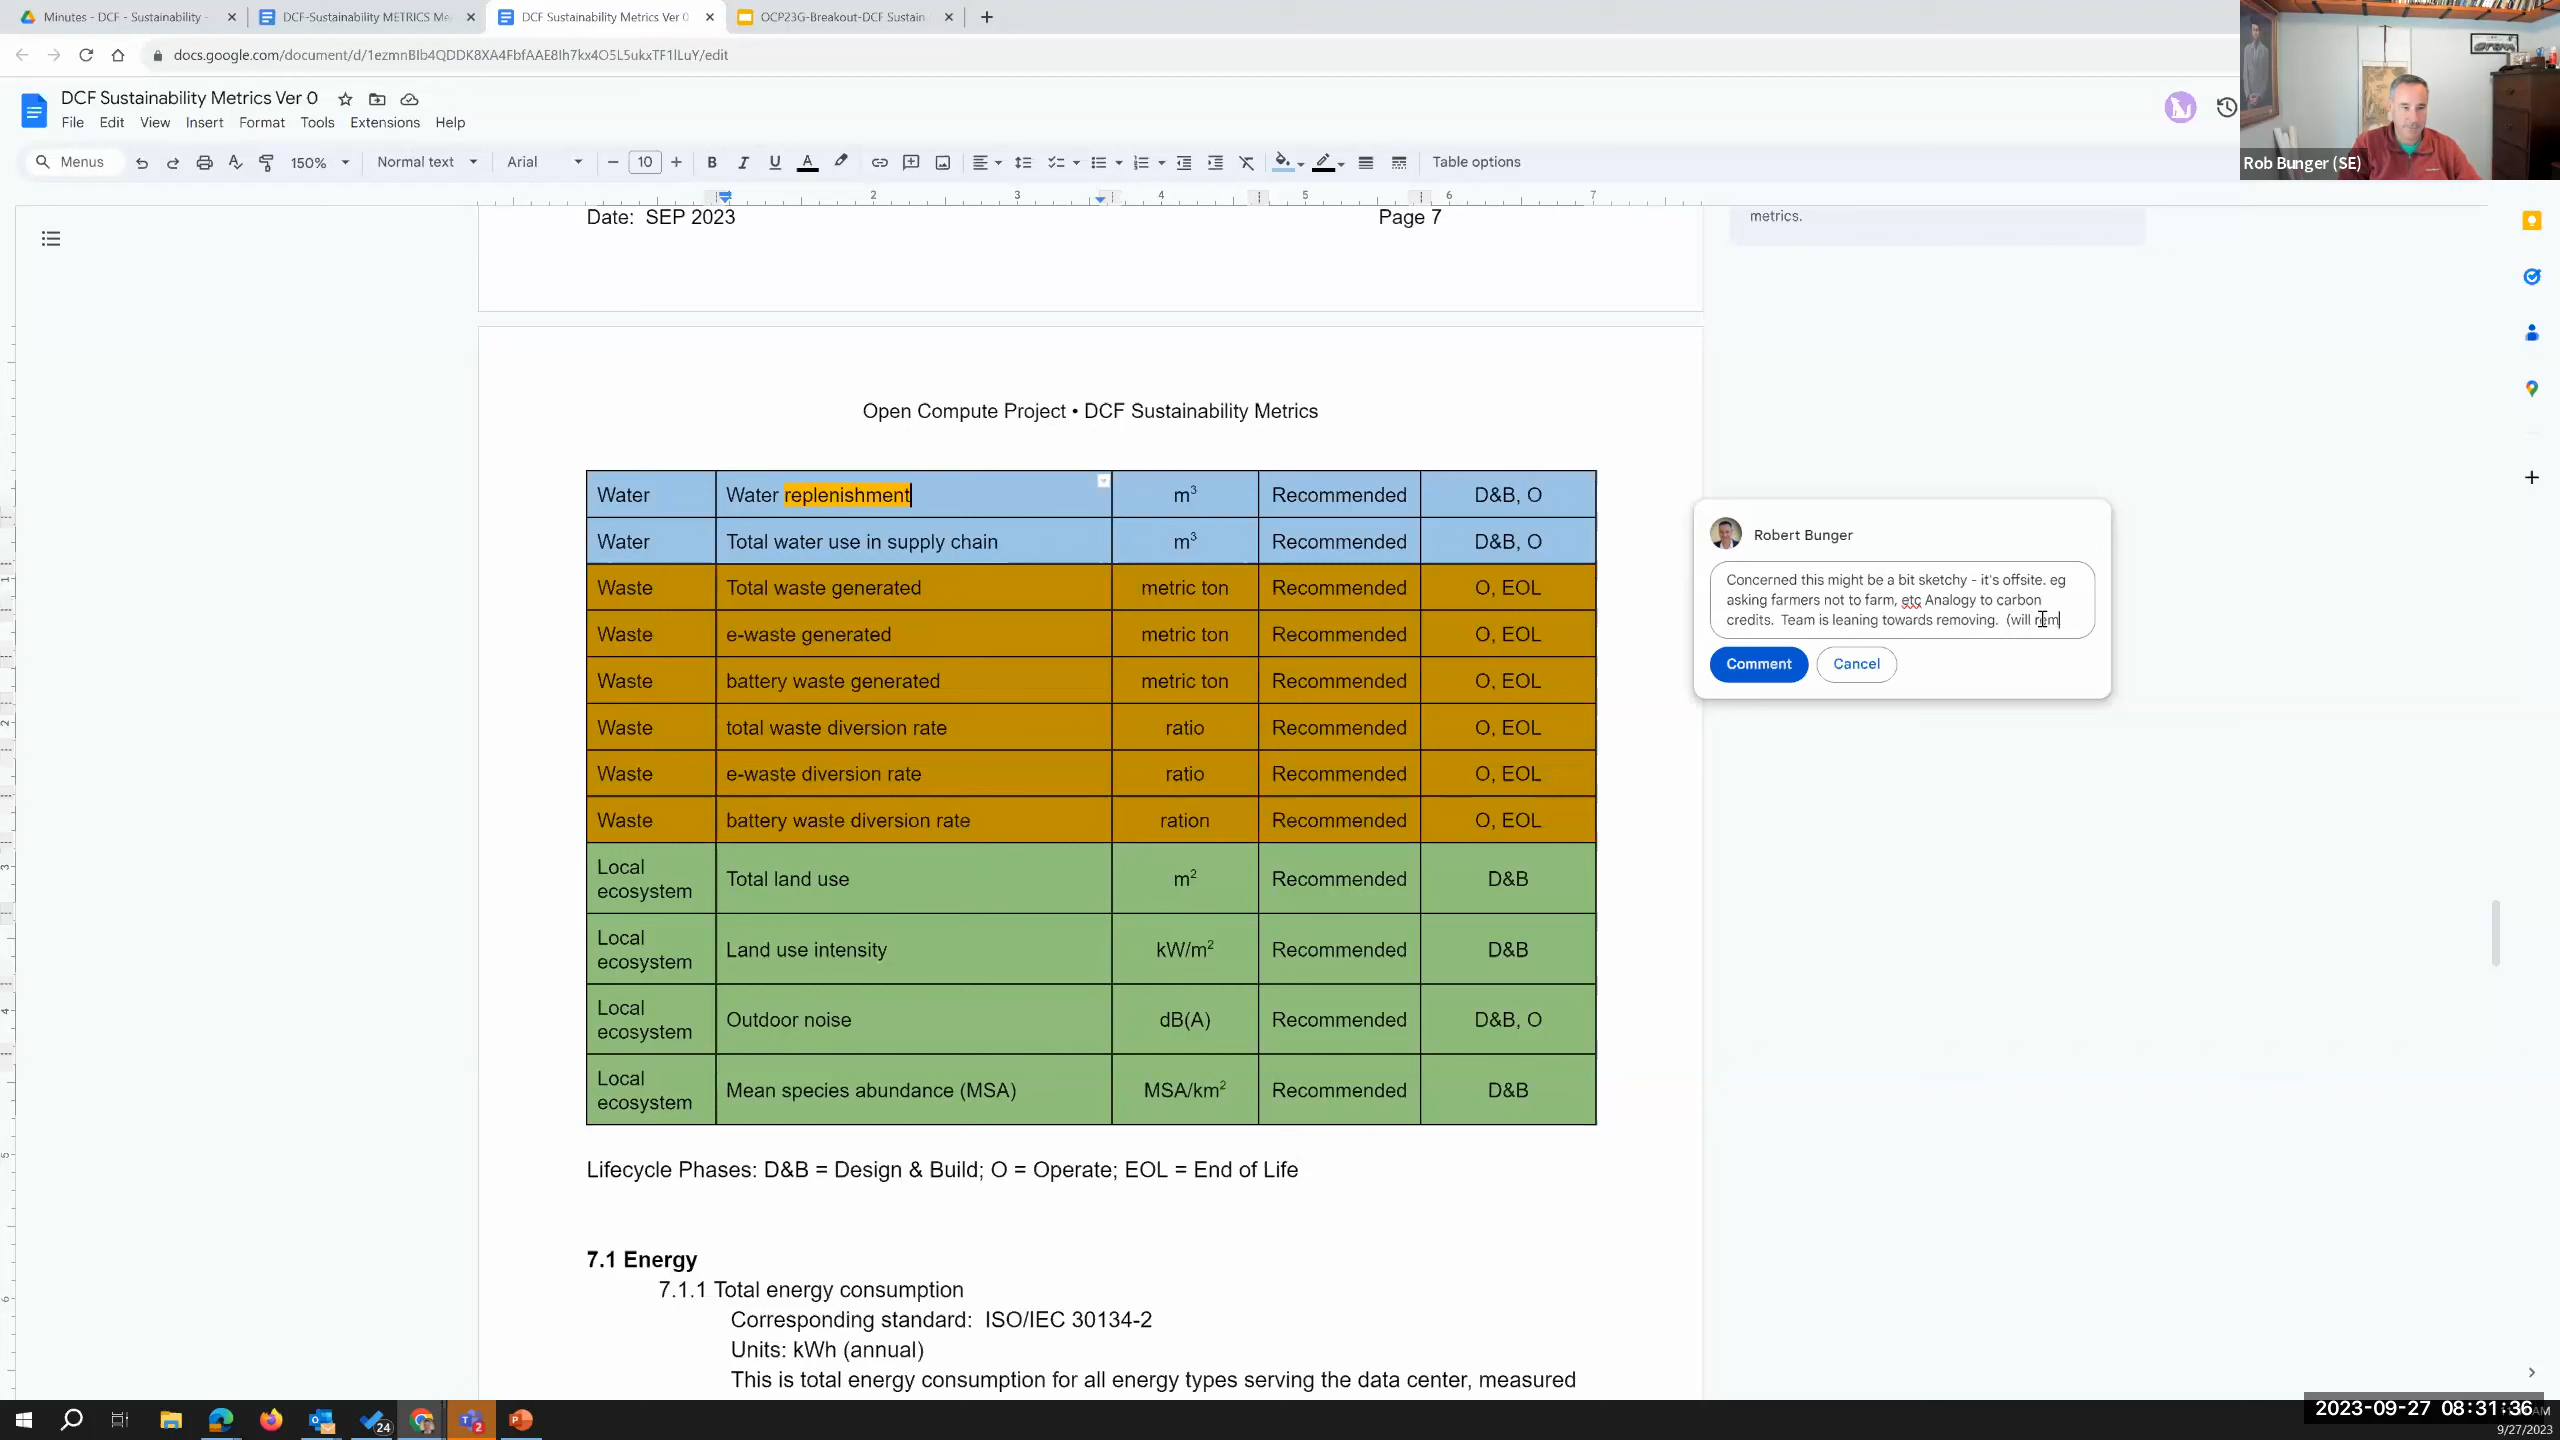 Minutes - DCF - Sustainability -
DCF-Sustainability METRICS Me
DCF Sustainability Metrics Ver 0
OCP23G-Breakout-DCF Sustain
docs.google.com/document/d/1ezmnBIb4QDDK8XA4FbfAAE8Ih7kx4O5L5ukxTF1lLuY/edit
DCF Sustainability Metrics Ver 0
File Edit View Insert Format Tools Extensions Help
Menus 150% Normal text Arial 10 Table options
Rob Bunger (SE)
2 3 4 5 6 7
Date: SEP 2023 Page 7
metrics.
Open Compute Project • DCF Sustainability Metrics
Water Water replenishment m³ Recommended D&B, O
Water Total water use in supply chain m³ Recommended D&B, O
Waste Total waste generated metric ton Recommended O, EOL
Waste e-waste generated metric ton Recommended O, EOL
Waste battery waste generated metric ton Recommended O, EOL
Waste total waste diversion rate ratio Recommended O, EOL
Waste e-waste diversion rate ratio Recommended O, EOL
Waste battery waste diversion rate ration Recommended O, EOL
Local ecosystem Total land use m² Recommended D&B
Local ecosystem Land use intensity kW/m² Recommended D&B
Local ecosystem Outdoor noise dB(A) Recommended D&B, O
Local ecosystem Mean species abundance (MSA) MSA/km² Recommended D&B
Robert Bunger
Concerned this might be a bit sketchy - it's offsite. eg
asking farmers not to farm, etc Analogy to carbon
credits. Team is leaning towards removing. (will rem
Comment Cancel
Lifecycle Phases: D&B = Design & Build; O = Operate; EOL = End of Life
7.1 Energy
7.1.1 Total energy consumption
Corresponding standard: ISO/IEC 30134-2
Units: kWh (annual)
This is total energy consumption for all energy types serving the data center, measured
24
2
2023-09-27 08:31:36
9/27/2023